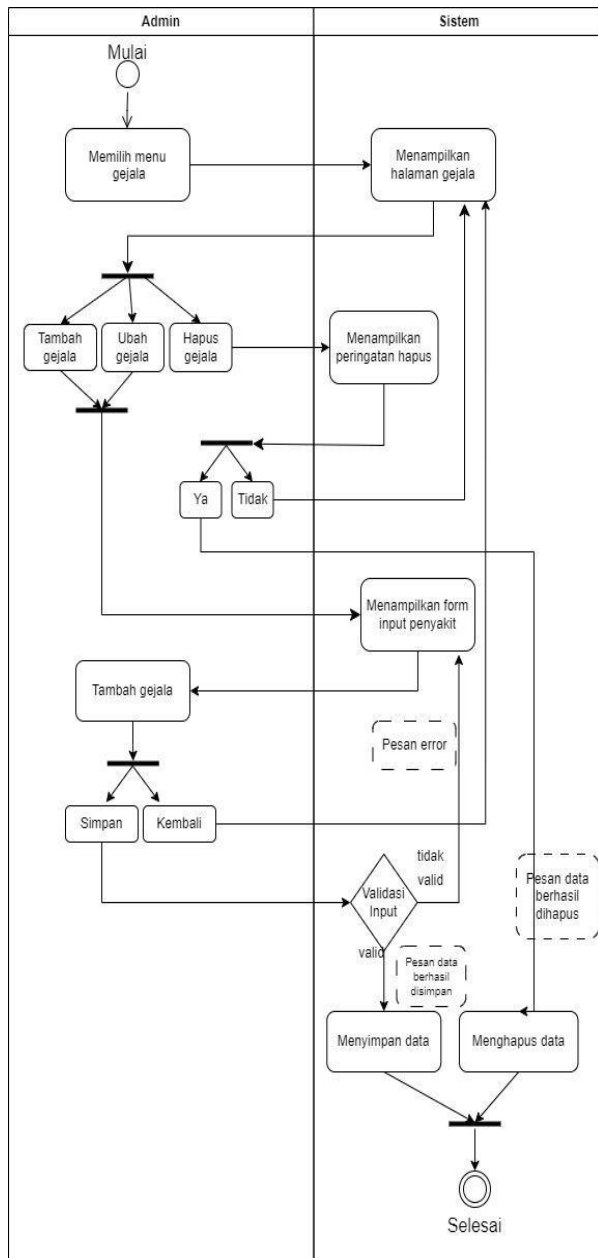 Admin
Sistem
Mulai
Memilih menu
gejala
Menampilkan
halaman gejala
Tambah
gejala
Ubah
gejala
Hapus
gejala
Menampilkan
peringatan hapus
Ya
Tidak
Menampilkan form
input penyakit
Tambah gejala
Pesan error
Simpan
Kembali
tidak
valid
Validasi
Input
valid
Pesan data
berhasil
dihapus
Pesan data
berhasil
disimpan
Menyimpan data
Menghapus data
Selesai